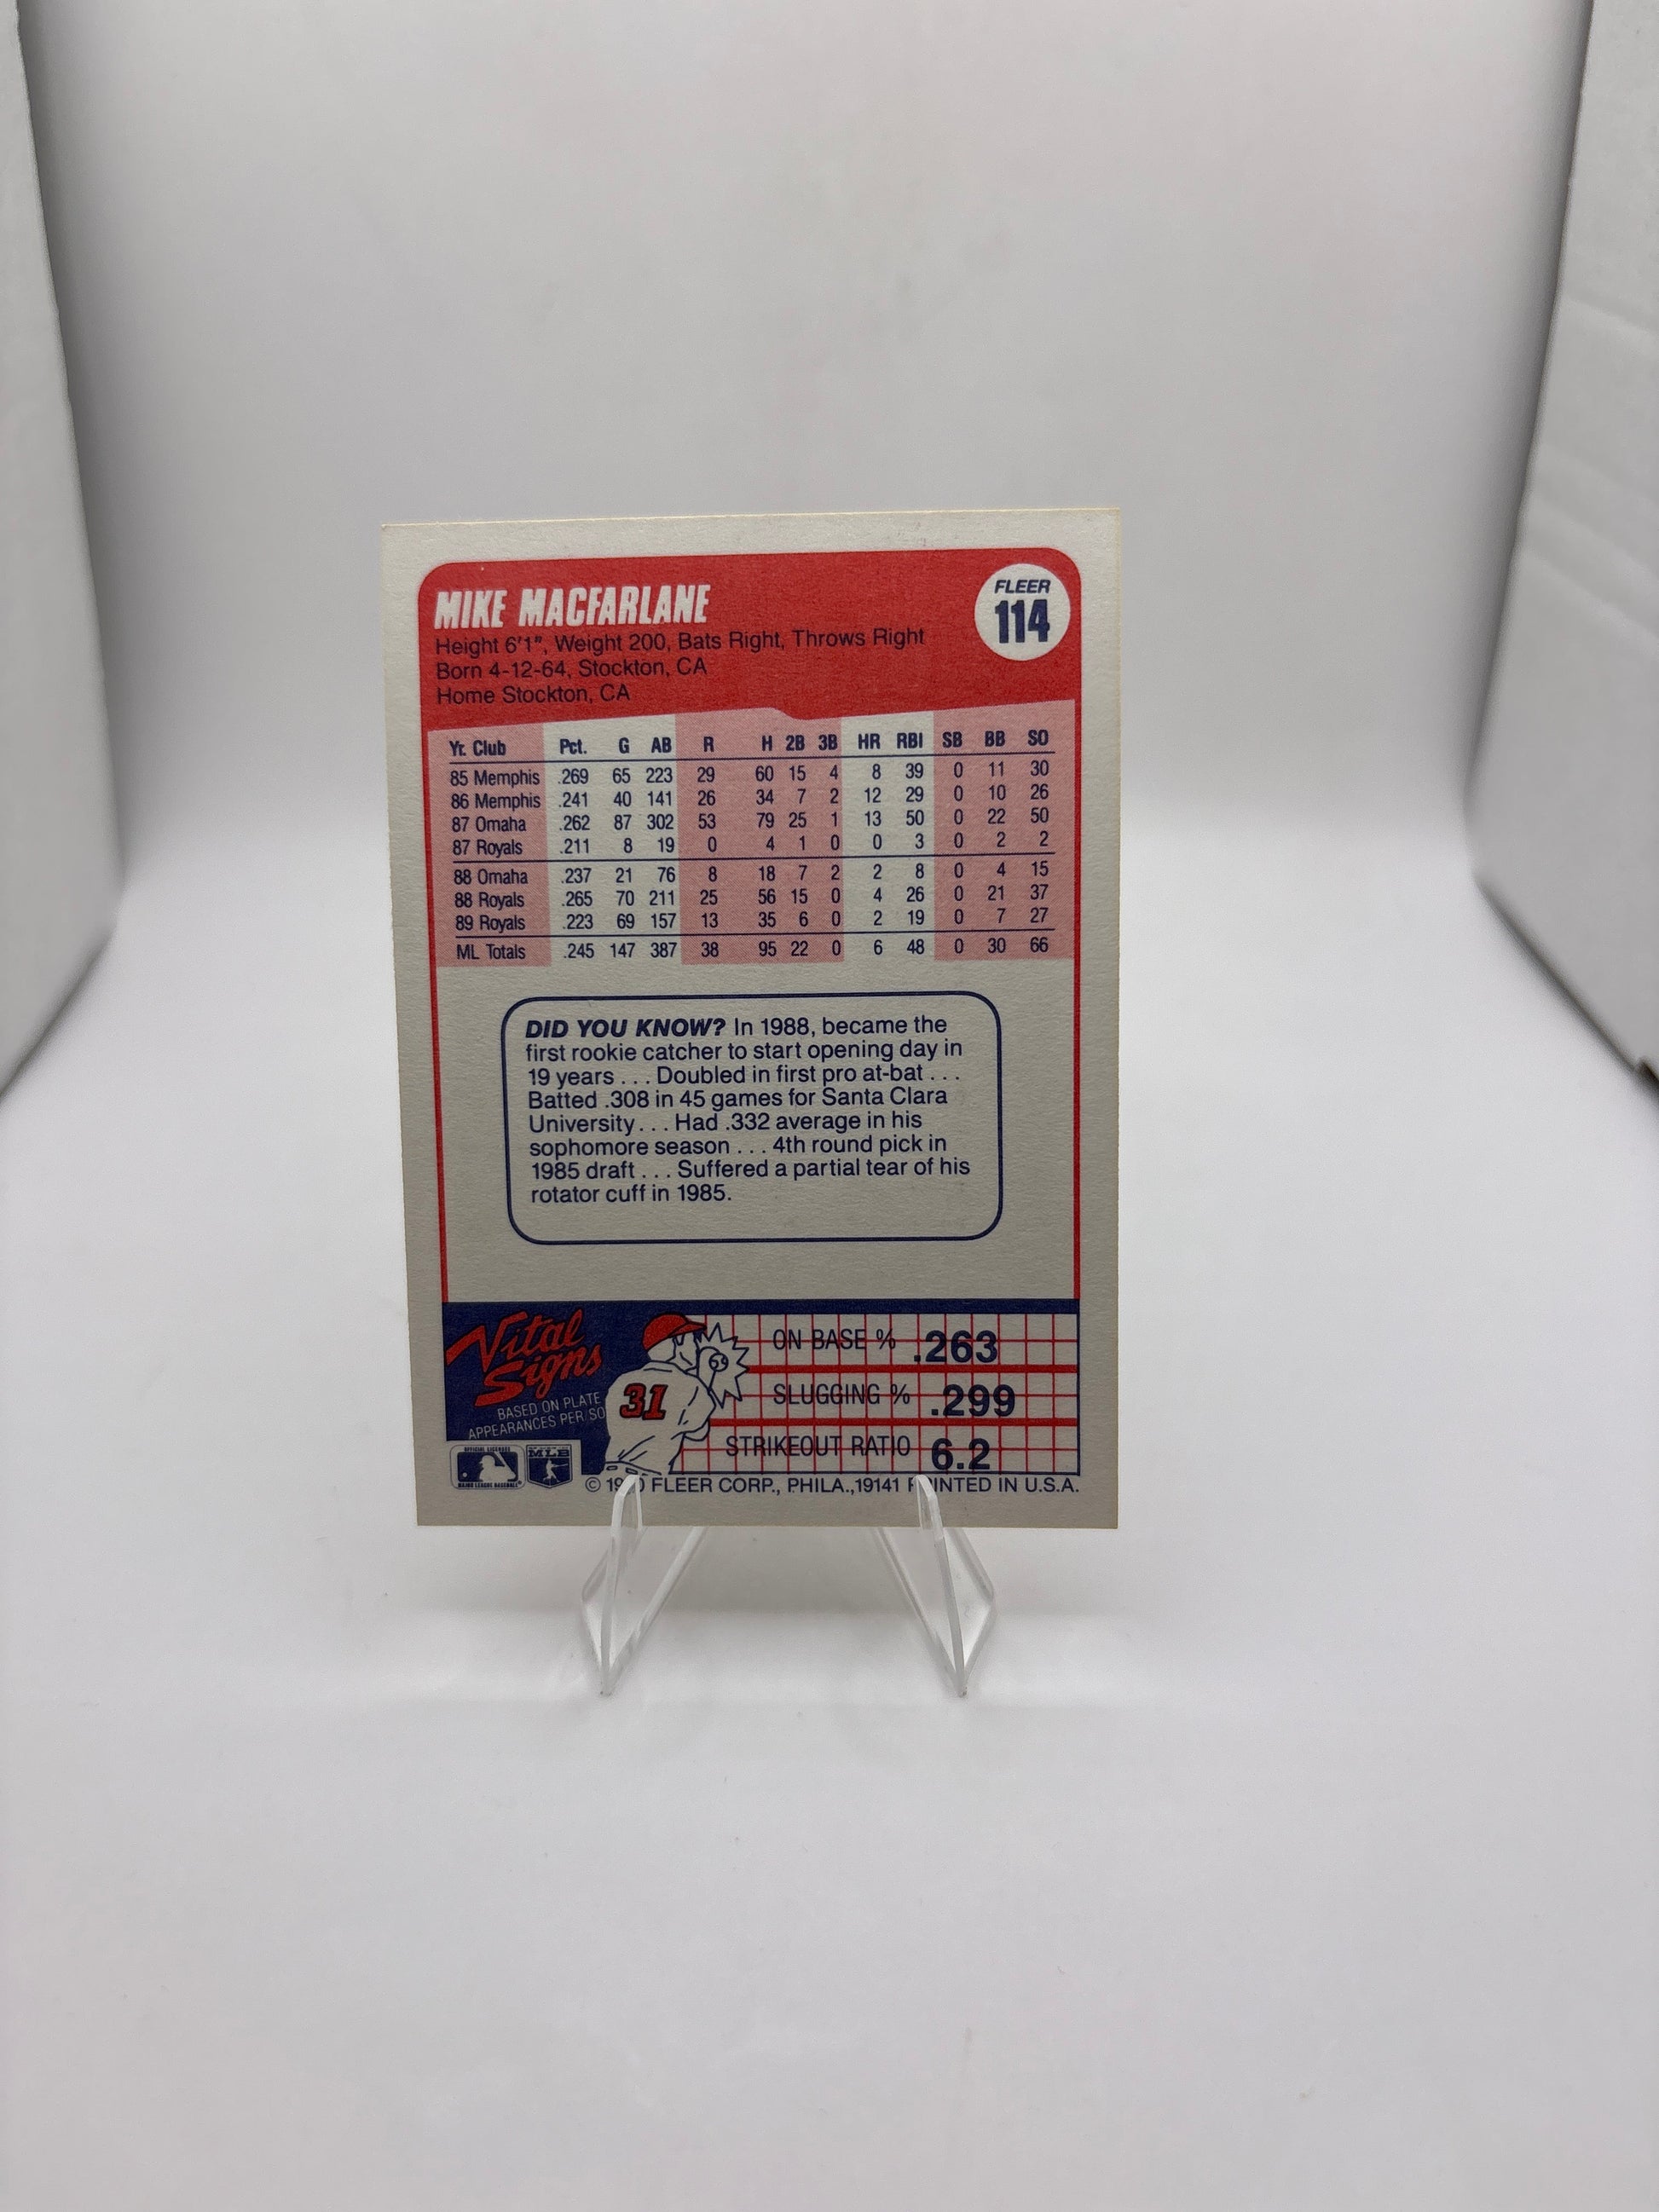 MIKE MACFARLANE
FLEER
114
Height 6'1", Weight 200, Bats Right, Throws Right
Born 4-12-64, Stockton, CA
Home Stockton, CA
Yr. Club Pct. G AB R H 2B 3B HR RBI SB BB SO
85 Memphis .269 65 223 29 60 15 4 8 39 0 11 30
86 Memphis .241 40 141 26 34 7 2 12 29 0 10 26
87 Omaha .262 87 302 53 79 25 1 13 50 0 22 50
87 Royals .211 8 19 0 4 1 0 0 3 0 2 2
88 Omaha .237 21 76 8 18 7 2 2 8 0 4 15
88 Royals .265 70 211 25 56 15 0 4 26 0 21 37
89 Royals .223 69 157 13 35 6 0 2 19 0 7 27
ML Totals .245 147 387 38 95 22 0 6 48 0 30 66
DID YOU KNOW? In 1988, became the
first rookie catcher to start opening day in
19 years . . . Doubled in first pro at-bat . . .
Batted .308 in 45 games for Santa Clara
University . . . Had .332 average in his
sophomore season . . . 4th round pick in
1985 draft . . . Suffered a partial tear of his
rotator cuff in 1985.
Vital
Signs
BASED ON PLATE
APPEARANCES PER SO
31
ON BASE % .263
SLUGGING % .299
STRIKEOUT RATIO 6.2
MLB
© FLEER CORP., PHILA.,19141 IN U.S.A.